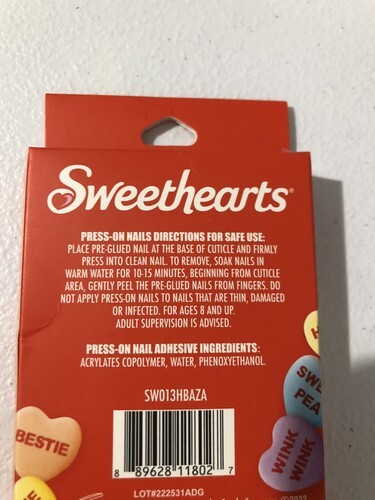 Sweethearts®
PRESS-ON NAILS DIRECTIONS FOR SAFE USE:
PLACE PRE-GLUED NAIL AT THE BASE OF CUTICLE AND FIRMLY
PRESS INTO CLEAN NAIL. TO REMOVE, SOAK NAILS IN
WARM WATER FOR 10-15 MINUTES, BEGINNING FROM CUTICLE
AREA, GENTLY PEEL THE PRE-GLUED NAILS FROM FINGERS. DO
NOT APPLY PRESS-ON NAILS TO NAILS THAT ARE THIN, DAMAGED
OR INFECTED. FOR AGES 8 AND UP.
ADULT SUPERVISION IS ADVISED.
PRESS-ON NAIL ADHESIVE INGREDIENTS:
ACRYLATES COPOLYMER, WATER, PHENOXYETHANOL.
SW013HBAZA
BESTIE
WINK
WINK
8 89628 11802 7
LOT#222531ADG